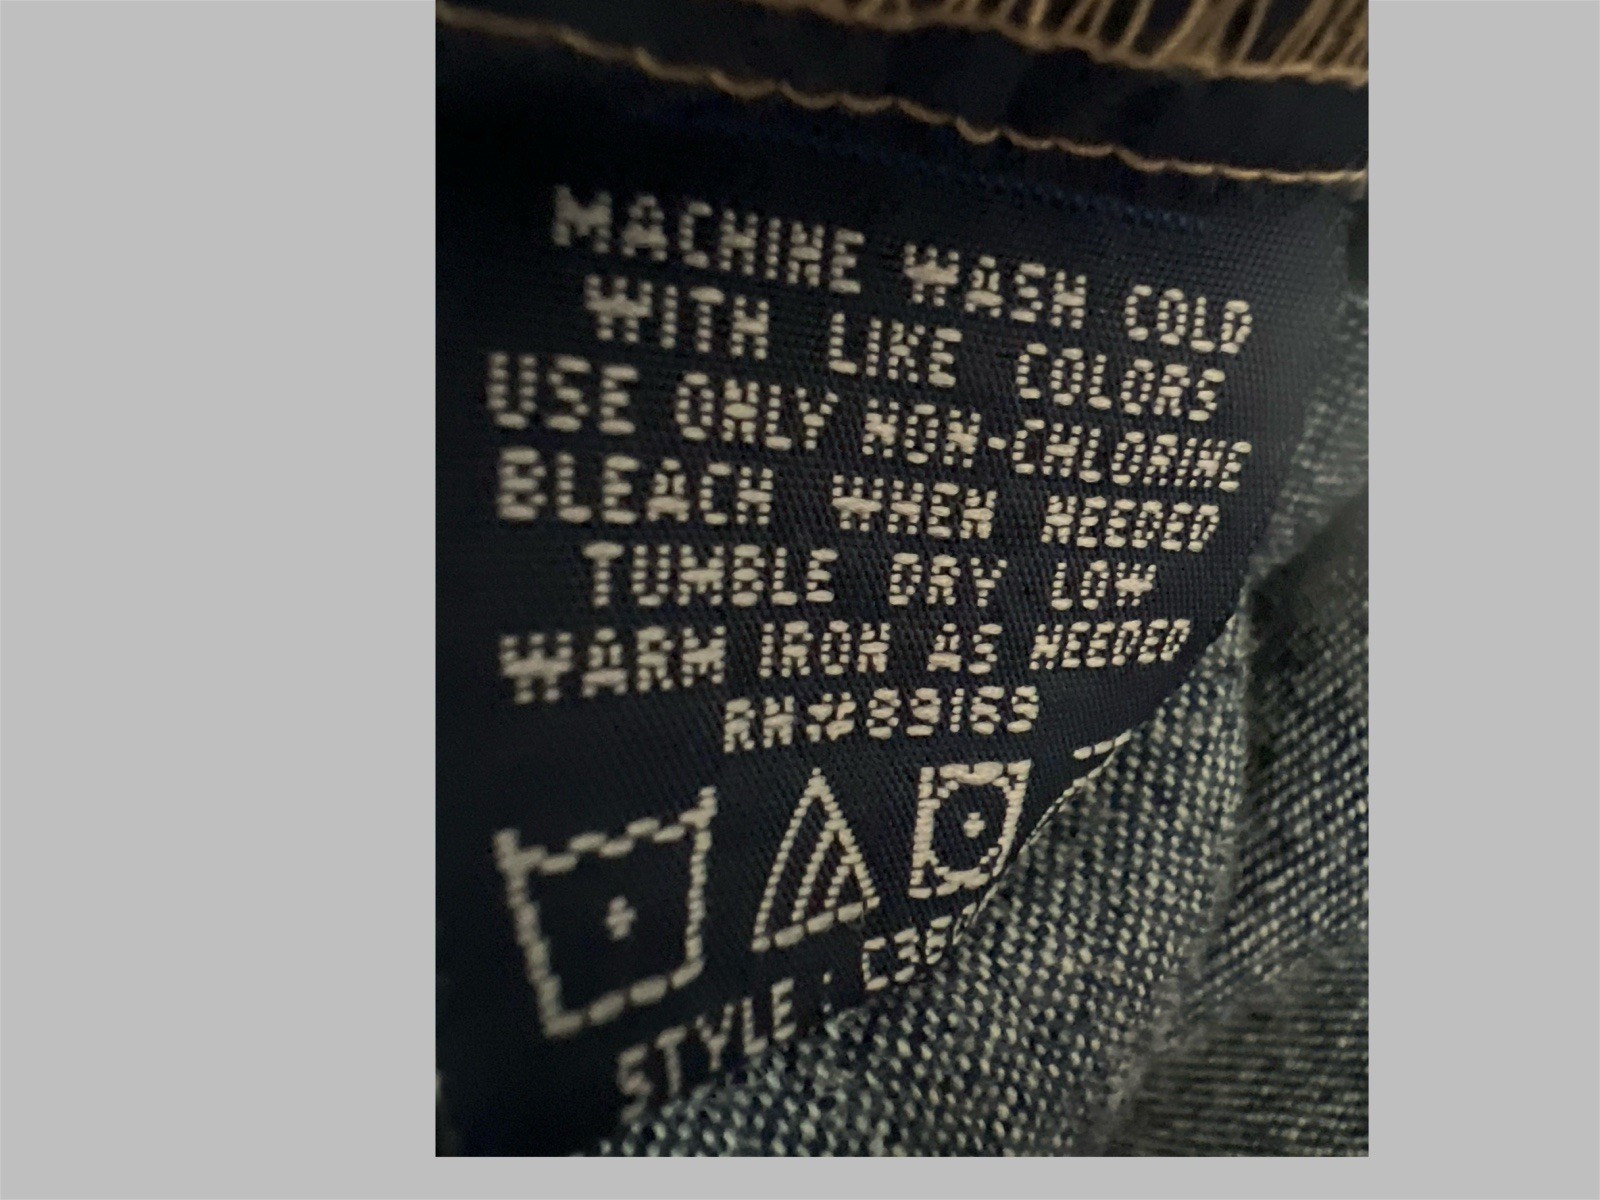 MACHINE WASH COLD
WITH LIKE COLORS
USE ONLY NON-CHLORINE
BLEACH WHEN NEEDED
TUMBLE DRY LOW
WARM IRON AS NEEDED
RN#89169
STYLE: